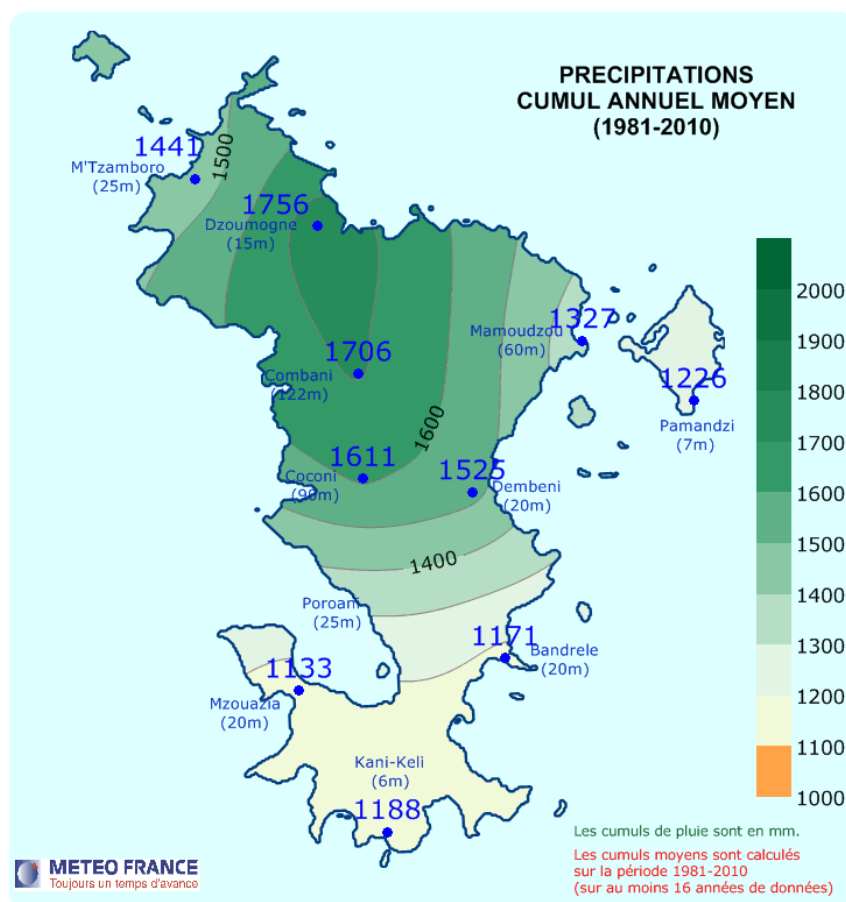 PRECIPITATIONS
CUMUL ANNUEL MOYEN
(1981-2010)
1441
M'Tzamboro
(25m)
1500
1756
Dzoumogne
(15m)
1327
Mamoudzou
(60m)
1226
Pamandzi
(7m)
1706
Combani
(122m)
1600
1611
Coconi
(90m)
1525
Dembeni
(20m)
1400
Poroani
(25m)
1171
Bandrele
(20m)
1133
Mzouazia
(20m)
Kani-Keli
(6m)
1188
2000
1900
1800
1700
1600
1500
1400
1300
1200
1100
1000
Les cumuls de pluie sont en mm.
Les cumuls moyens sont calculés
sur la période 1981-2010
(sur au moins 16 années de données)
METEO FRANCE
Toujours un temps d'avance